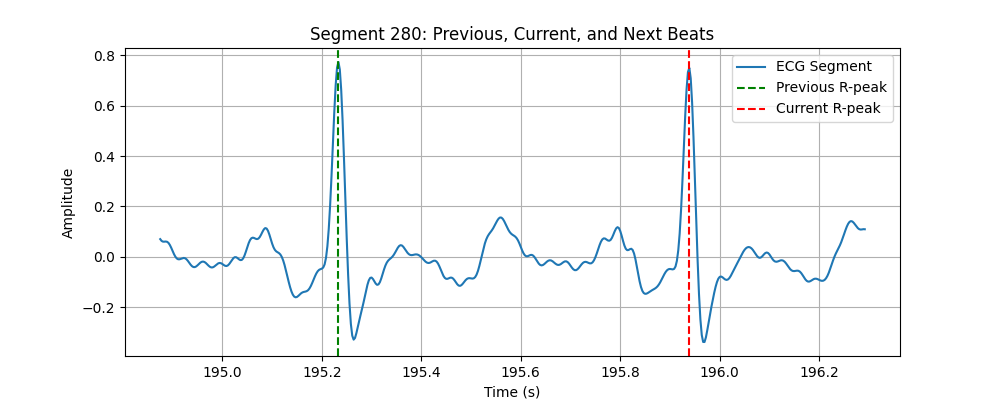 Segment 280: Previous, Current, and Next Beats
ECG Segment
Previous R-peak
Current R-peak
Amplitude
0.8
0.6
0.4
0.2
0.0
−0.2
195.0 195.2 195.4 195.6 195.8 196.0 196.2
Time (s)